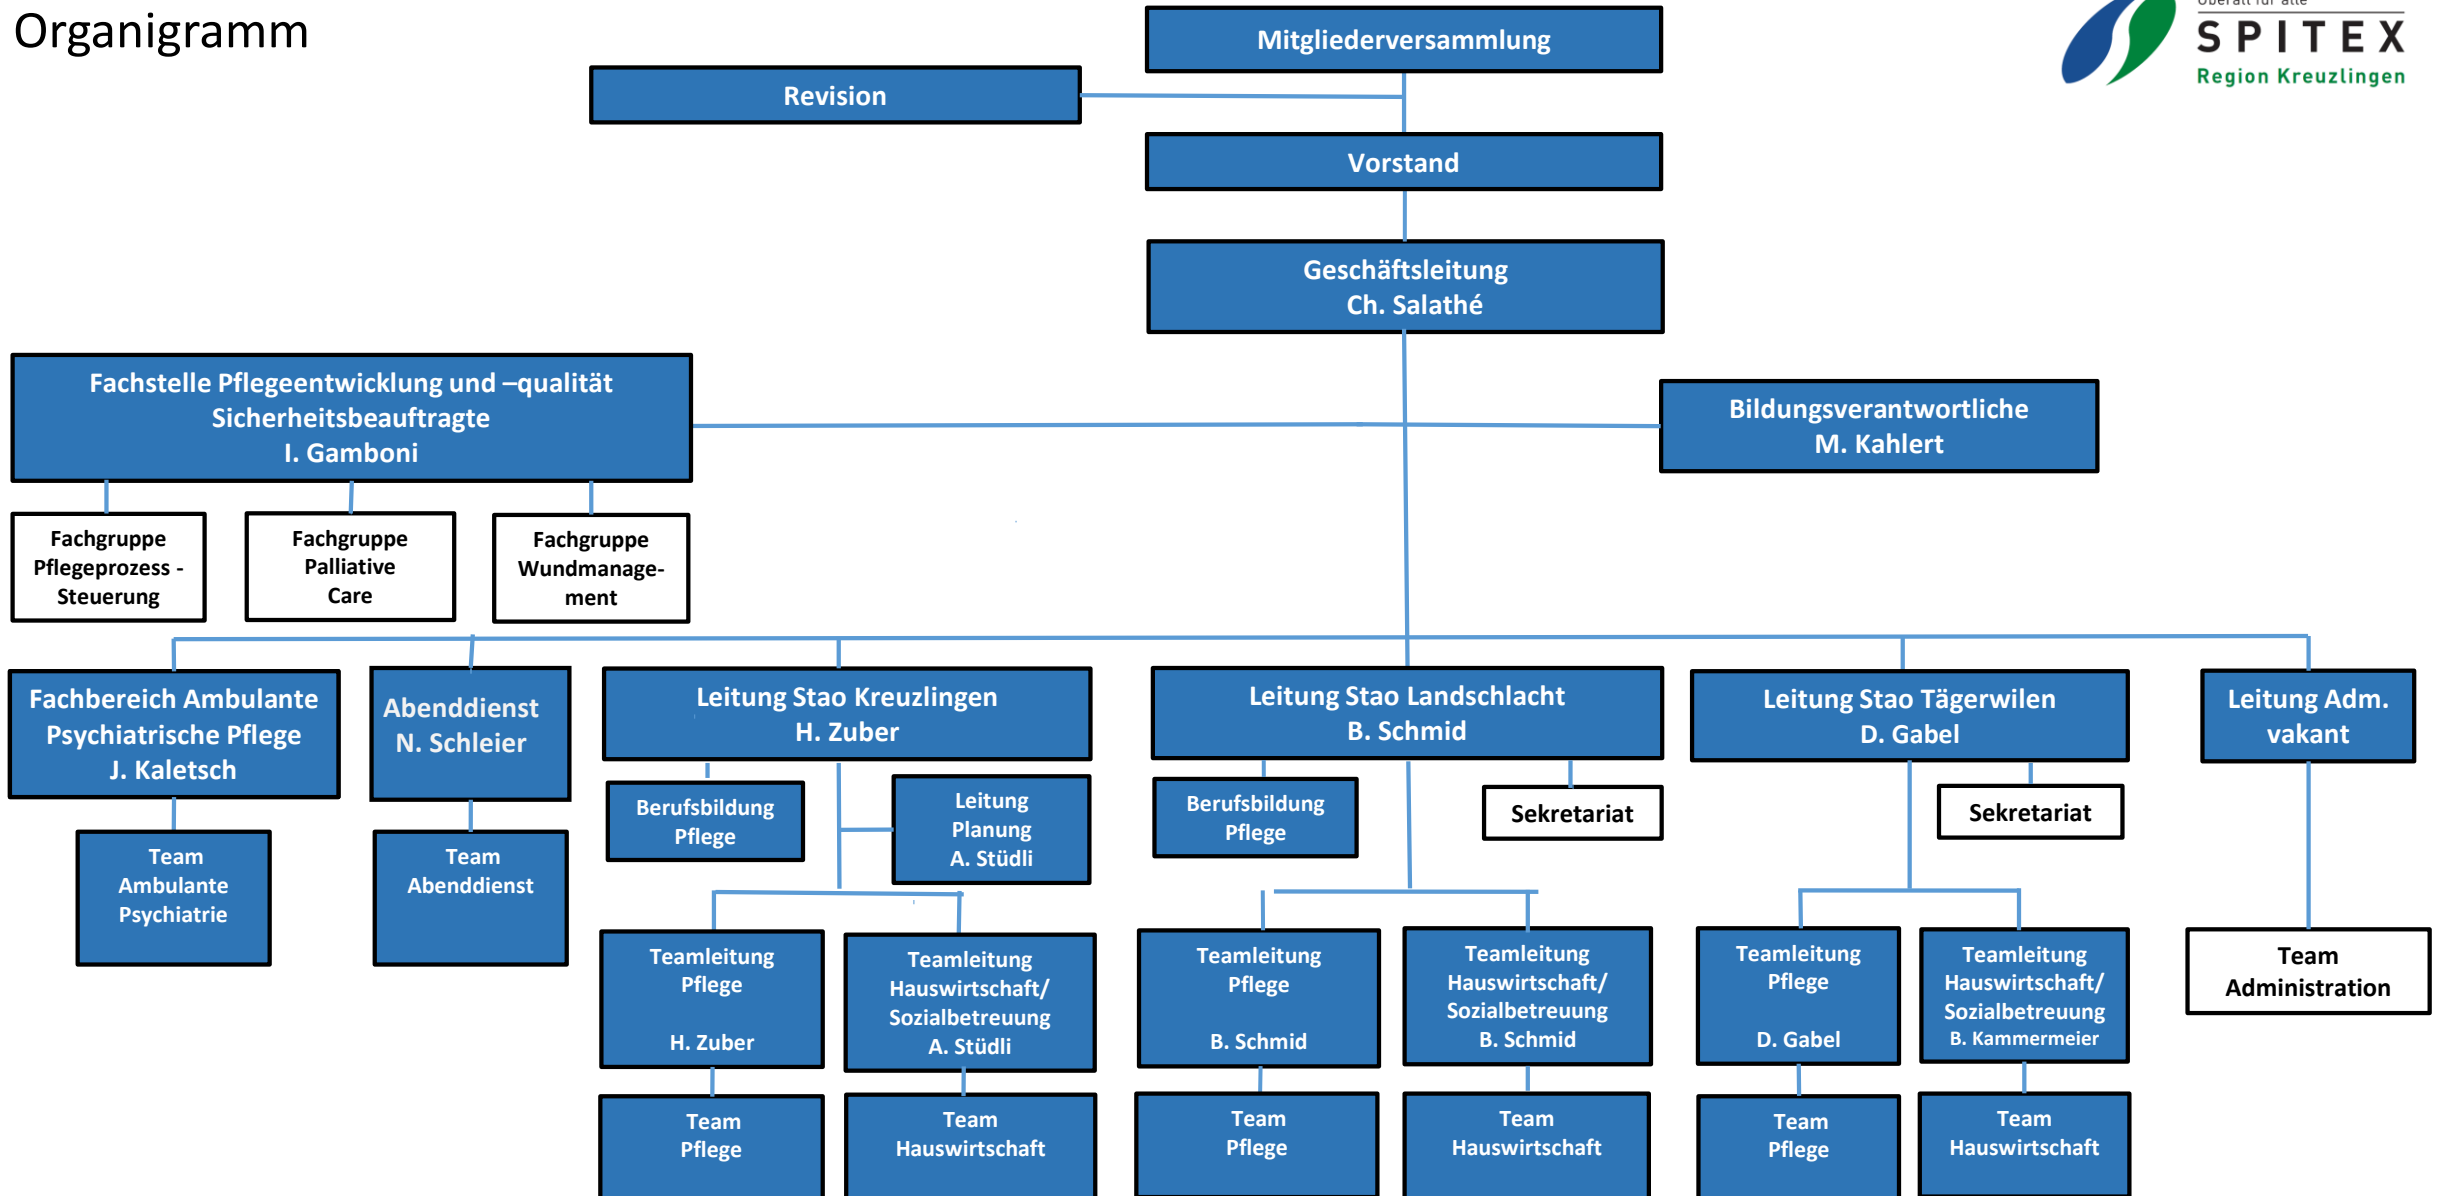 Organigramm
Überall für alle
SPITEX
Region Kreuzlingen
Mitgliederversammlung
Revision
Vorstand
Geschäftsleitung
Ch. Salathé
Fachstelle Pflegeentwicklung und –qualität
Sicherheitsbeauftragte
I. Gamboni
Bildungsverantwortliche
M. Kahlert
Fachgruppe
Pflegeprozess -
Steuerung
Fachgruppe
Palliative
Care
Fachgruppe
Wundmanage-
ment
Fachbereich Ambulante
Psychiatrische Pflege
J. Kaletsch
Abenddienst
N. Schleier
Leitung Stao Kreuzlingen
H. Zuber
Leitung Stao Landschlacht
B. Schmid
Leitung Stao Tägerwilen
D. Gabel
Leitung Adm.
vakant
Team
Ambulante
Psychiatrie
Team
Abenddienst
Berufsbildung
Pflege
Leitung
Planung
A. Stüdli
Berufsbildung
Pflege
Sekretariat
Sekretariat
Teamleitung
Pflege
H. Zuber
Teamleitung
Hauswirtschaft/
Sozialbetreuung
A. Stüdli
Teamleitung
Pflege
B. Schmid
Teamleitung
Hauswirtschaft/
Sozialbetreuung
B. Schmid
Teamleitung
Pflege
D. Gabel
Teamleitung
Hauswirtschaft/
Sozialbetreuung
B. Kammermeier
Team
Administration
Team
Pflege
Team
Hauswirtschaft
Team
Pflege
Team
Hauswirtschaft
Team
Pflege
Team
Hauswirtschaft